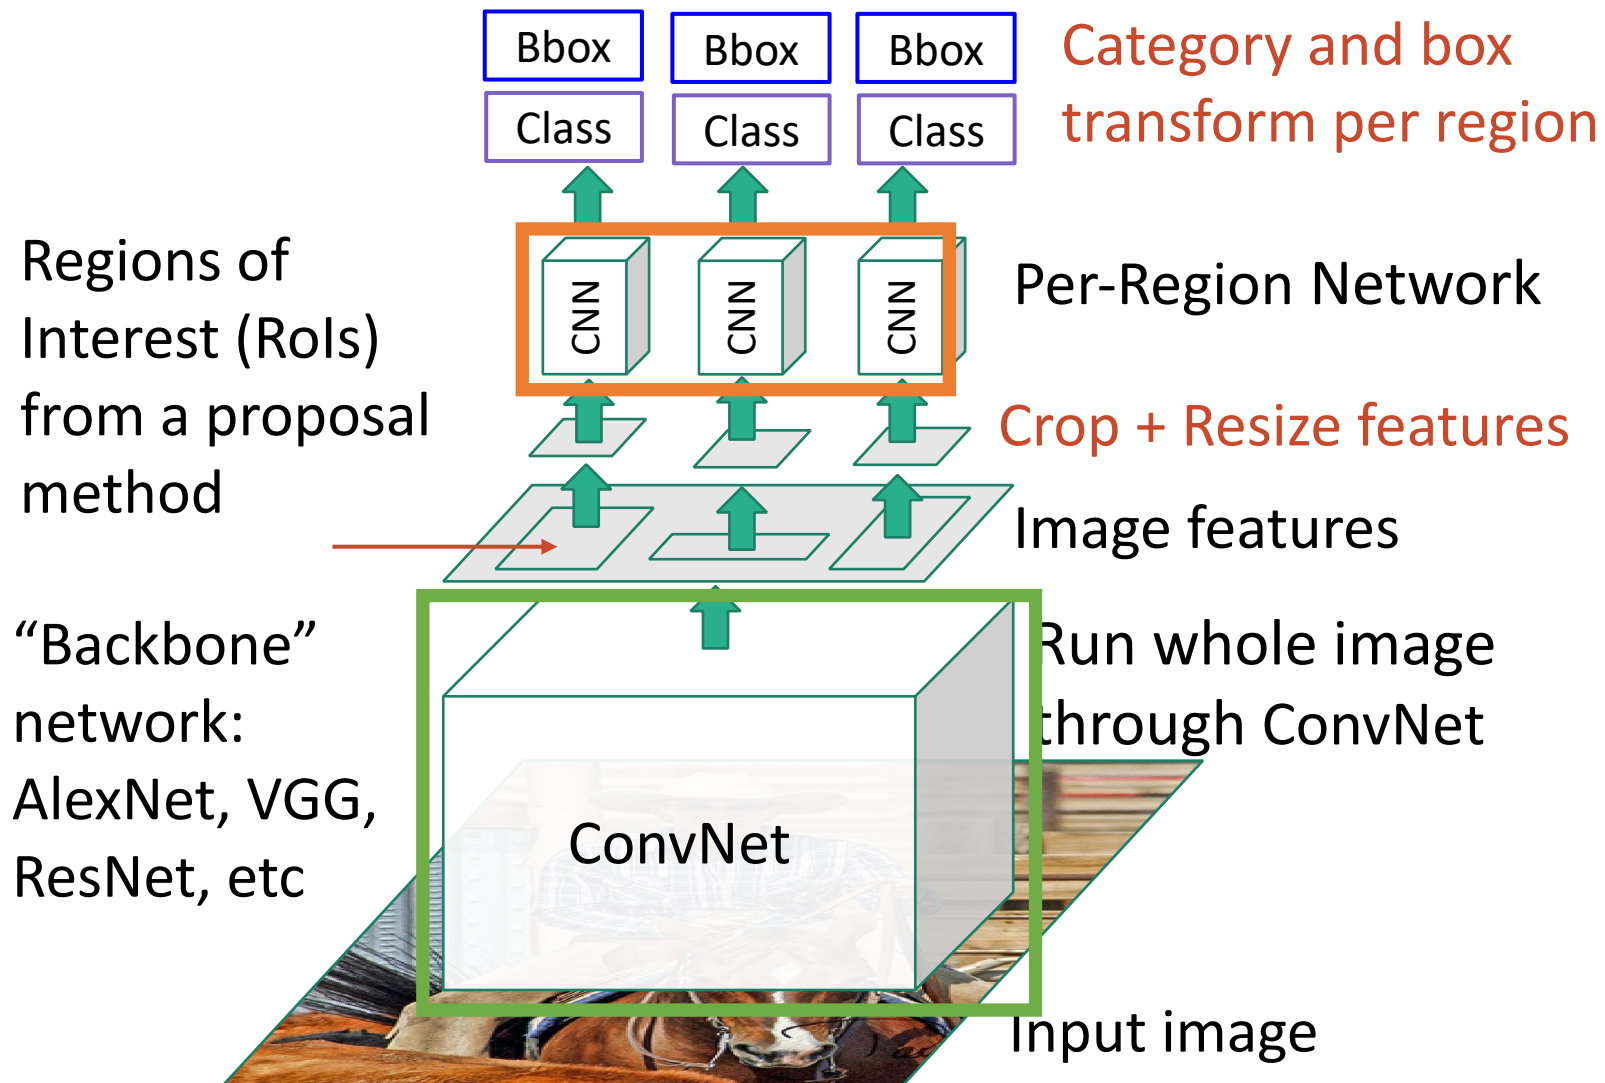 Bbox
Bbox
Bbox
Class
Class
Class
Category and box
transform per region
Regions of
Interest (RoIs)
from a proposal
method
CNN
CNN
CNN
Per-Region Network
Crop + Resize features
Image features
“Backbone”
network:
AlexNet, VGG,
ResNet, etc
Run whole image
through ConvNet
ConvNet
Input image